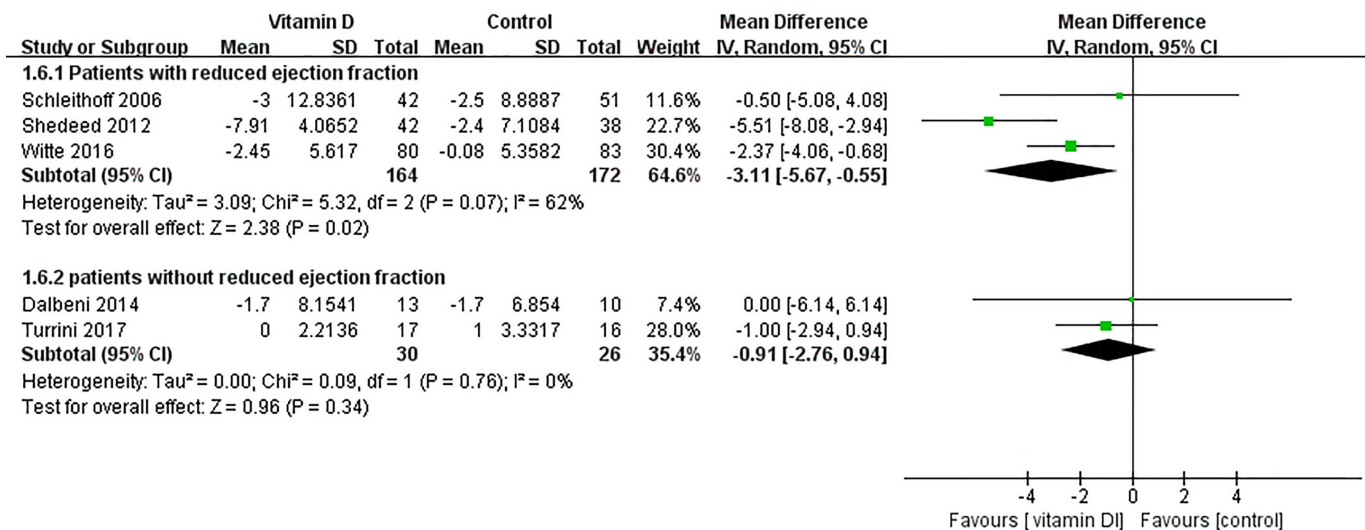 Vitamin D Control Mean Difference Mean Difference
Study or Subgroup Mean SD Total Mean SD Total Weight IV, Random, 95% CI IV, Random, 95% CI
1.6.1 Patients with reduced ejection fraction
Schleithoff 2006 -3 12.8361 42 -2.5 8.8887 51 11.6% -0.50 [-5.08, 4.08]
Shedeed 2012 -7.91 4.0652 42 -2.4 7.1084 38 22.7% -5.51 [-8.08, -2.94]
Witte 2016 -2.45 5.617 80 -0.08 5.3582 83 30.4% -2.37 [-4.06, -0.68]
Subtotal (95% CI) 164 172 64.6% -3.11 [-5.67, -0.55]
Heterogeneity: Tau² = 3.09; Chi² = 5.32, df = 2 (P = 0.07); I² = 62%
Test for overall effect: Z = 2.38 (P = 0.02)
1.6.2 patients without reduced ejection fraction
Dalbeni 2014 -1.7 8.1541 13 -1.7 6.854 10 7.4% 0.00 [-6.14, 6.14]
Turrini 2017 0 2.2136 17 1 3.3317 16 28.0% -1.00 [-2.94, 0.94]
Subtotal (95% CI) 30 26 35.4% -0.91 [-2.76, 0.94]
Heterogeneity: Tau² = 0.00; Chi² = 0.09, df = 1 (P = 0.76); I² = 0%
Test for overall effect: Z = 0.96 (P = 0.34)
-4 -2 0 2 4
Favours [vitamin DI] Favours [control]